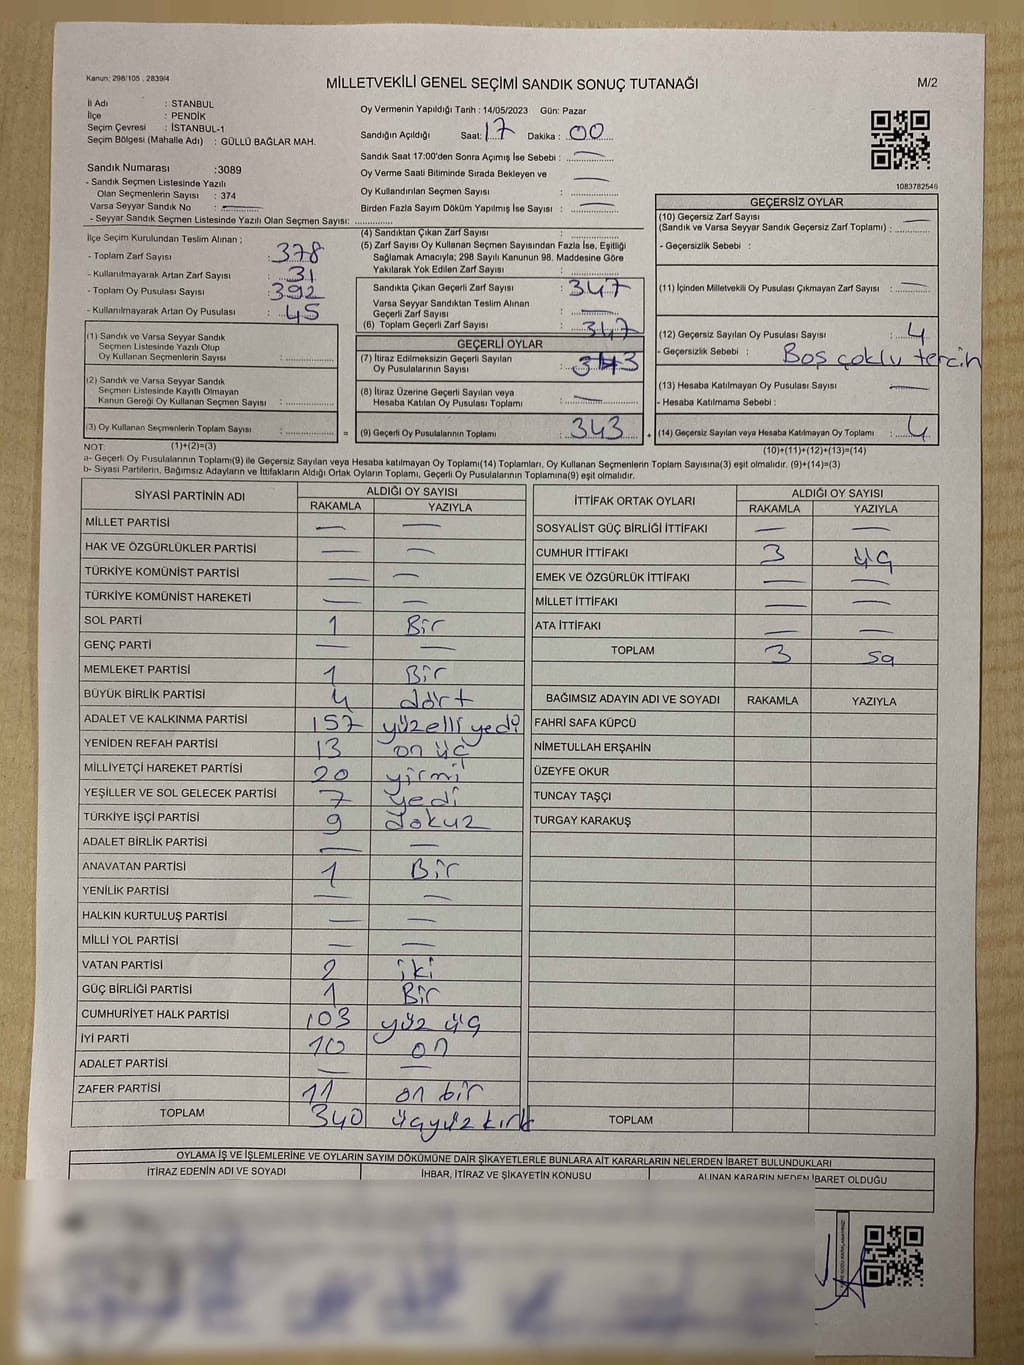 Kanun: 298/105 , 2839/4
MİLLETVEKİLİ GENEL SEÇİMİ SANDIK SONUÇ TUTANAĞI
M/2
İl Adı : STANBUL
İlçe : PENDİK
Seçim Çevresi : İSTANBUL-1
Seçim Bölgesi (Mahalle Adı) : GÜLLÜ BAĞLAR MAH.
Sandık Numarası :3089
- Sandık Seçmen Listesinde Yazılı
Olan Seçmenlerin Sayısı : 374
Varsa Seyyar Sandık No : —
- Seyyar Sandık Seçmen Listesinde Yazılı Olan Seçmen Sayısı:
Oy Vermenin Yapıldığı Tarih : 14/05/2023 Gün: Pazar
Sandığın Açıldığı Saat: 17 Dakika : 00
Sandık Saat 17:00'den Sonra Açımış İse Sebebi : —
Oy Verme Saati Bitiminde Sırada Bekleyen ve
Oy Kullandırılan Seçmen Sayısı : —
Birden Fazla Sayım Döküm Yapılmış İse Sayısı : —
1083782546
İlçe Seçim Kurulundan Teslim Alınan ;
- Toplam Zarf Sayısı : 378
- Kullanılmayarak Artan Zarf Sayısı : 31
- Toplam Oy Pusulası Sayısı : 392
- Kullanılmayarak Artan Oy Pusulası : 45
(1) Sandık ve Varsa Seyyar Sandık
Seçmen Listesinde Yazılı Olup
Oy Kullanan Seçmenlerin Sayısı :
(2) Sandık ve Varsa Seyyar Sandık
Seçmen Listesinde Kayıllı Olmayan
Kanun Gereği Oy Kullanan Seçmen Sayısı :
(3) Oy Kullanan Seçmenlerin Toplam Sayısı : =
(4) Sandıktan Çıkan Zarf Sayısı :
(5) Zarf Sayısı Oy Kullanan Seçmen Sayısından Fazla İse, Eşitliği
Sağlamak Amacıyla; 298 Sayılı Kanunun 98. Maddesine Göre
Yakılarak Yok Edilen Zarf Sayısı :
Sandıkta Çıkan Geçerli Zarf Sayısı : 347
Varsa Seyyar Sandıktan Teslim Alınan
Geçerli Zarf Sayısı : —
(6) Toplam Geçerli Zarf Sayısı : 347
GEÇERLİ OYLAR
(7) İtiraz Edilmeksizin Geçerli Sayılan
Oy Pusulalarının Sayısı : 343
(8) İtiraz Üzerine Geçerli Sayılan veya
Hesaba Katılan Oy Pusulası Toplamı : —
(9) Geçerli Oy Pusulalarının Toplamı : 343 +
GEÇERSİZ OYLAR
(10) Geçersiz Zarf Sayısı
(Sandık ve Varsa Seyyar Sandık Geçersiz Zarf Toplamı) : —
- Geçersizlik Sebebi :
(11) İçinden Milletvekili Oy Pusulası Çıkmayan Zarf Sayısı : —
(12) Geçersiz Sayılan Oy Pusulası Sayısı : 4
- Geçersizlik Sebebi : Boş çoklu tercin
(13) Hesaba Katılmayan Oy Pusulası Sayısı —
- Hesaba Katılmama Sebebi :
(14) Geçersiz Sayılan veya Hesaba Katılmayan Oy Toplamı : 4
NOT: (1)+(2)=(3)
(10)+(11)+(12)+(13)=(14)
a- Geçerli Oy Pusulalarının Toplamı(9) ile Geçersiz Sayılan veya Hesaba katılmayan Oy Toplamı(14) Toplamları, Oy Kullanan Seçmenlerin Toplam Sayısına(3) eşit olmalıdır. (9)+(14)=(3)
b- Siyasi Partilerin, Bağımsız Adayların ve İttifakların Aldığı Ortak Oyların Toplamı, Geçerli Oy Pusulalarının Toplamına(9) eşit olmalıdır.
SİYASİ PARTİNİN ADI ALDIĞI OY SAYISI
RAKAMLA YAZIYLA
MİLLET PARTİSİ — —
HAK VE ÖZGÜRLÜKLER PARTİSİ — —
TÜRKİYE KOMÜNİST PARTİSİ — —
TÜRKİYE KOMÜNİST HAREKETİ — —
SOL PARTİ 1 Bir
GENÇ PARTİ — —
MEMLEKET PARTİSİ 1 Bir
BÜYÜK BİRLİK PARTİSİ 4 dört
ADALET VE KALKINMA PARTİSİ 157 yüzelli yedi
YENİDEN REFAH PARTİSİ 13 on üç
MİLLİYETÇİ HAREKET PARTİSİ 20 yirmi
YEŞİLLER VE SOL GELECEK PARTİSİ 7 yedi
TÜRKİYE İŞÇİ PARTİSİ 9 dokuz
ADALET BİRLİK PARTİSİ — —
ANAVATAN PARTİSİ 1 Bir
YENİLİK PARTİSİ — —
HALKIN KURTULUŞ PARTİSİ — —
MİLLİ YOL PARTİSİ — —
VATAN PARTİSİ 2 iki
GÜÇ BİRLİĞİ PARTİSİ 1 Bir
CUMHURİYET HALK PARTİSİ 103 yüz üç
İYİ PARTİ 10 on
ADALET PARTİSİ — —
ZAFER PARTİSİ 11 on bir
TOPLAM 340 üçyüz kırk
İTTİFAK ORTAK OYLARI ALDIĞI OY SAYISI
RAKAMLA YAZIYLA
SOSYALİST GÜÇ BİRLİĞİ İTTİFAKI — —
CUMHUR İTTİFAKI 3 üç
EMEK VE ÖZGÜRLÜK İTTİFAKI — —
MİLLET İTTİFAKI — —
ATA İTTİFAKI — —
TOPLAM 3
BAĞIMSIZ ADAYIN ADI VE SOYADI RAKAMLA YAZIYLA
FAHRİ SAFA KÜPCÜ
NİMETULLAH ERŞAHİN
ÜZEYFE OKUR
TUNCAY TAŞÇI
TURGAY KARAKUŞ
TOPLAM
OYLAMA İŞ VE İŞLEMLERİNE VE OYLARIN SAYIM DÖKÜMÜNE DAİR ŞİKAYETLERLE BUNLARA AİT KARARLARIN NELERDEN İBARET BULUNDUKLARI
İTİRAZ EDENİN ADI VE SOYADI İHBAR, İTİRAZ VE ŞİKAYETİN KONUSU ALINAN KARARIN NEDEN İBARET OLDUĞU